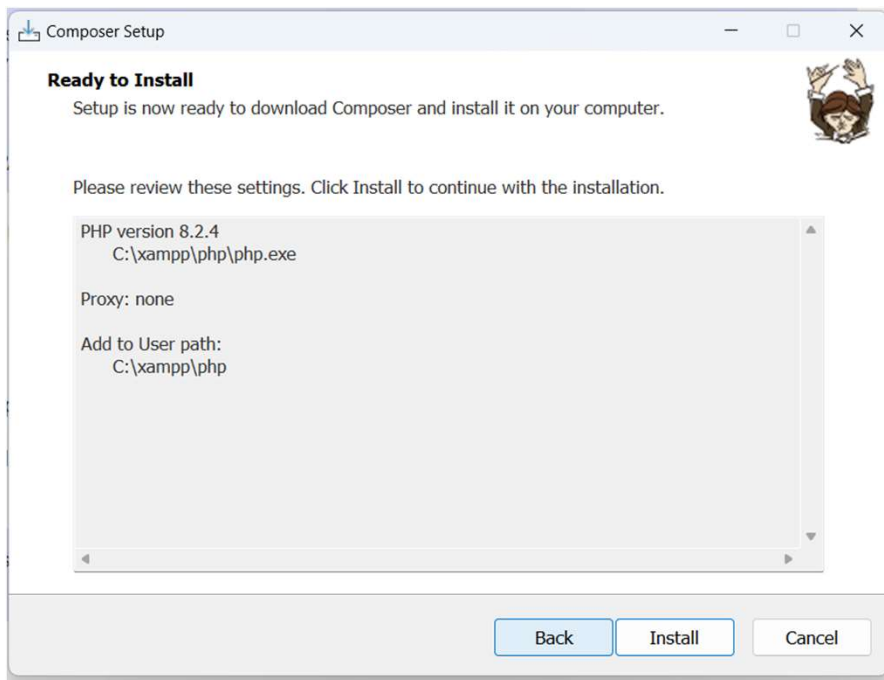 Composer Setup
Ready to Install
Setup is now ready to download Composer and install it on your computer.
Please review these settings. Click Install to continue with the installation.
PHP version 8.2.4
C:\xampp\php\php.exe
Proxy: none
Add to User path:
C:\xampp\php
Back
Install
Cancel